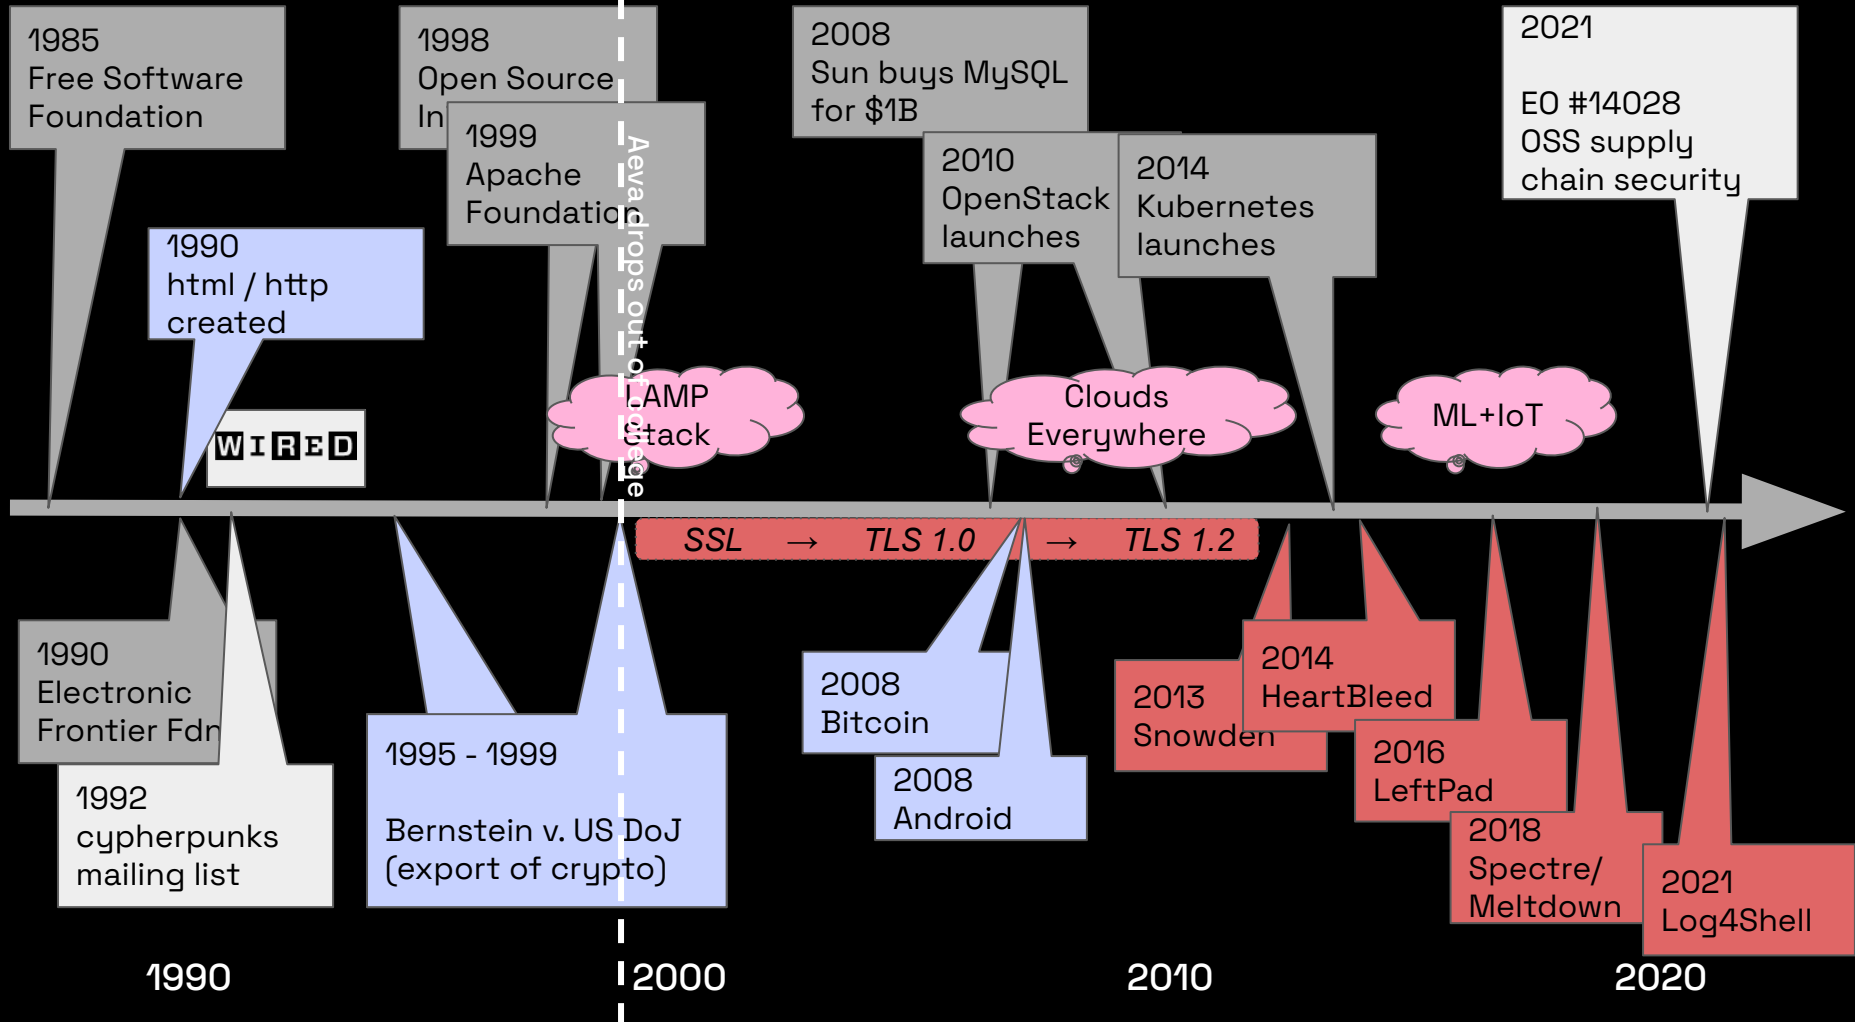 1985
Free Software
Foundation
1998
Open Source
In
1999
Apache
Foundation
Aeva drops out of college
2008
Sun buys MySQL
for $1B
2010
OpenStack
launches
2014
Kubernetes
launches
2021
EO #14028
OSS supply
chain security
1990
html / http
created
WIRED
LAMP
Stack
Clouds
Everywhere
ML+IoT
SSL → TLS 1.0 → TLS 1.2
1990
Electronic
Frontier Fdn
1992
cypherpunks
mailing list
1995 - 1999
Bernstein v. US DoJ
(export of crypto)
2008
Bitcoin
2008
Android
2013
Snowden
2014
HeartBleed
2016
LeftPad
2018
Spectre/
Meltdown
2021
Log4Shell
1990
2000
2010
2020